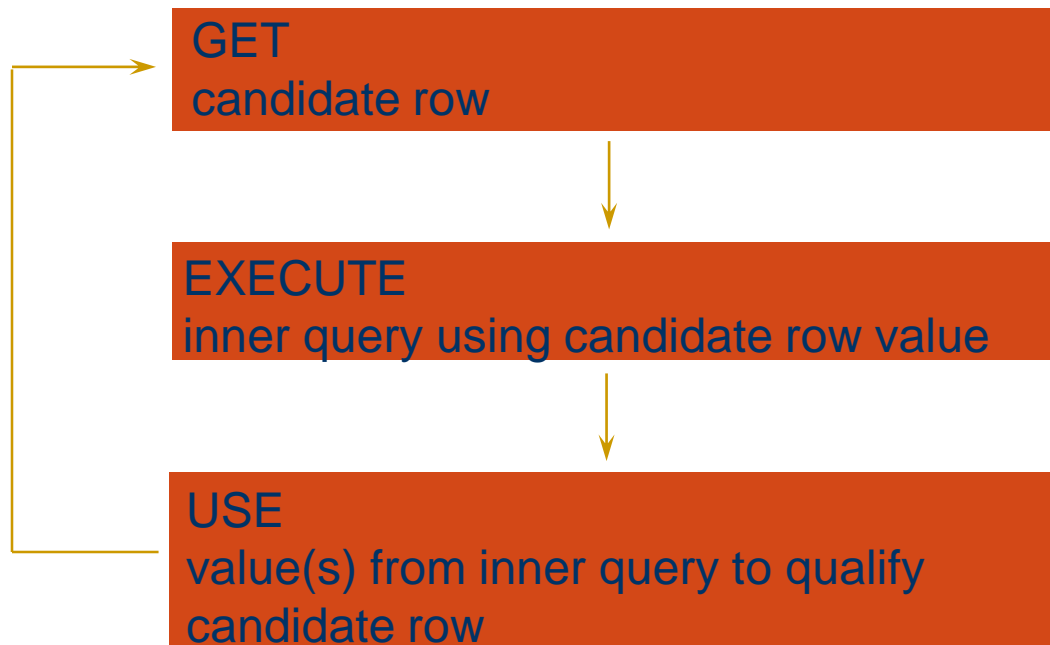 GET
candidate row
EXECUTE
inner query using candidate row value
USE
value(s) from inner query to qualify
candidate row